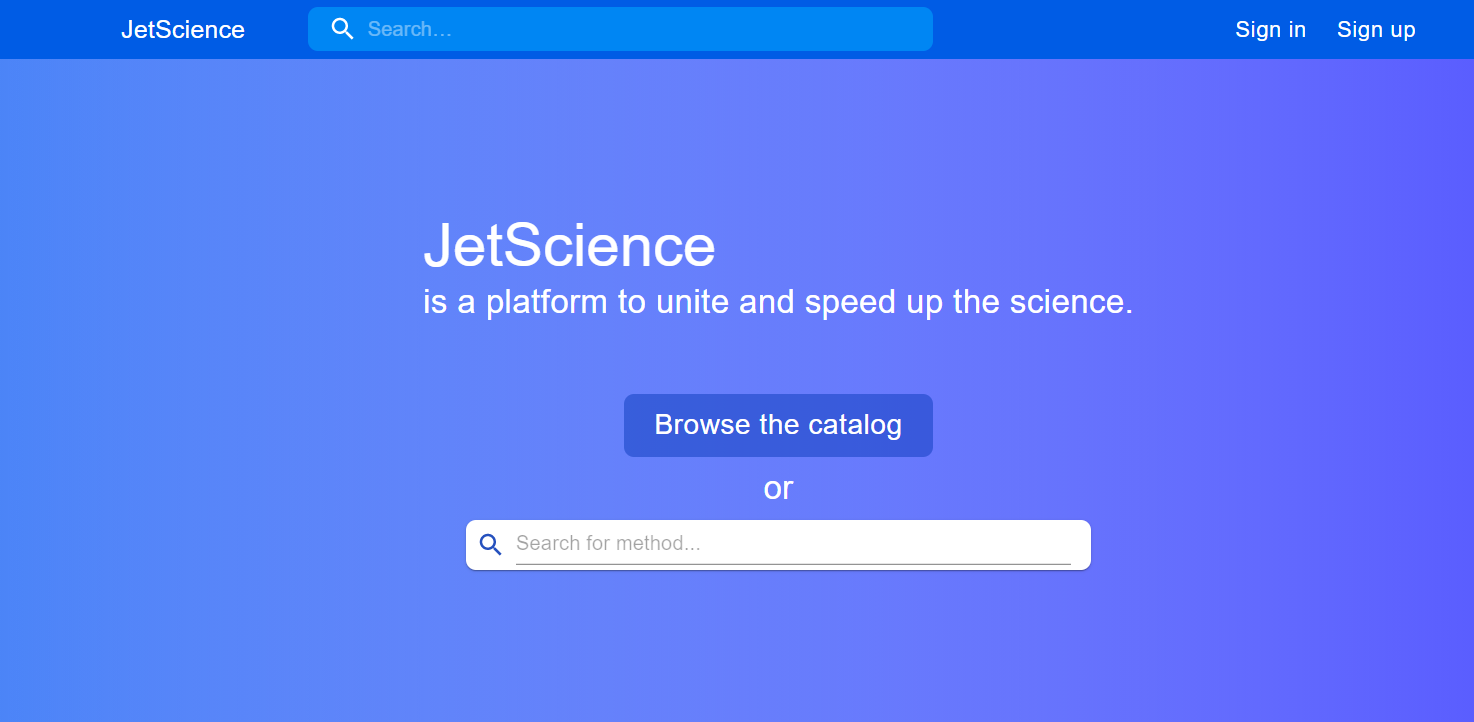 JetScience
Search…
Sign in
Sign up
JetScience
is a platform to unite and speed up the science.
Browse the catalog
or
Search for method...